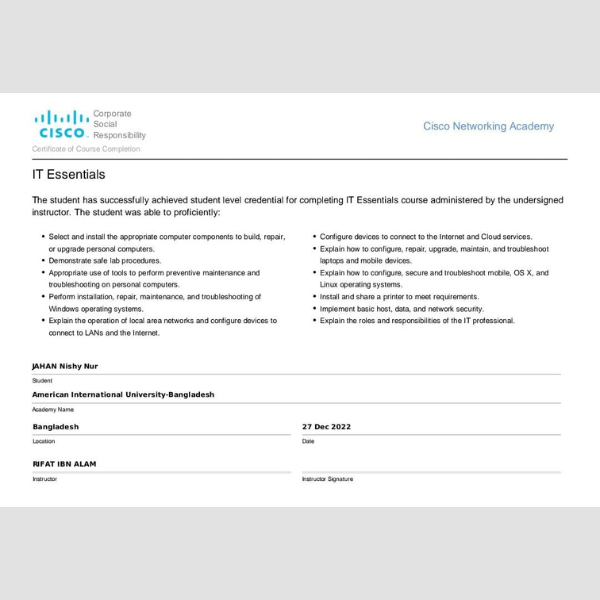 Corporate
Social
Responsibility
CISCO
Cisco Networking Academy
Certificate of Course Completion
IT Essentials
The student has successfully achieved student level credential for completing IT Essentials course administered by the undersigned
instructor. The student was able to proficiently:
• Select and install the appropriate computer components to build, repair,
or upgrade personal computers.
• Demonstrate safe lab procedures.
• Appropriate use of tools to perform preventive maintenance and
troubleshooting on personal computers.
• Perform installation, repair, maintenance, and troubleshooting of
Windows operating systems.
• Explain the operation of local area networks and configure devices to
connect to LANs and the Internet.
• Configure devices to connect to the Internet and Cloud services.
• Explain how to configure, repair, upgrade, maintain, and troubleshoot
laptops and mobile devices.
• Explain how to configure, secure and troubleshoot mobile, OS X, and
Linux operating systems.
• Install and share a printer to meet requirements.
• Implement basic host, data, and network security.
• Explain the roles and responsibilities of the IT professional.
JAHAN Nishy Nur
Student
American International University-Bangladesh
Academy Name
Bangladesh
Location
27 Dec 2022
Date
RIFAT IBN ALAM
Instructor
Instructor Signature